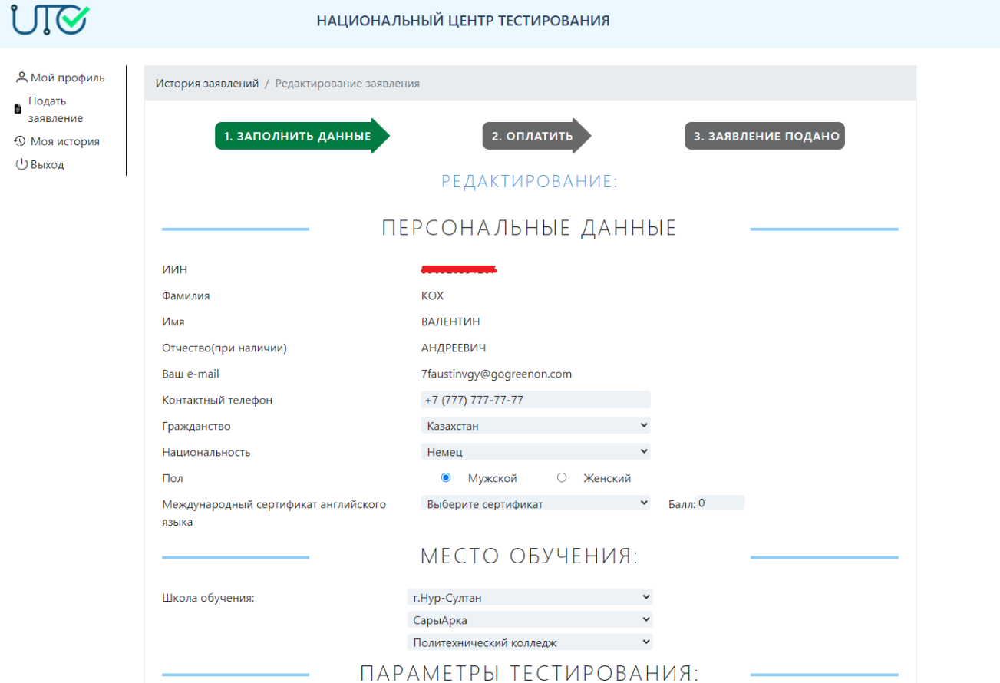 UTC
НАЦИОНАЛЬНЫЙ ЦЕНТР ТЕСТИРОВАНИЯ
Мой профиль
Подать
заявление
Моя история
Выход
История заявлений / Редактирование заявления
1. ЗАПОЛНИТЬ ДАННЫЕ 2. ОПЛАТИТЬ 3. ЗАЯВЛЕНИЕ ПОДАНО
РЕДАКТИРОВАНИЕ:
ПЕРСОНАЛЬНЫЕ ДАННЫЕ
ИИН
Фамилия КОХ
Имя ВАЛЕНТИН
Отчество(при наличии) АНДРЕЕВИЧ
Ваш e-mail 7faustinvgy@gogreenon.com
Контактный телефон +7 (777) 777-77-77
Гражданство Казахстан
Национальность Немец
Пол Мужской Женский
Международный сертификат английского Выберите сертификат Балл: 0
языка
МЕСТО ОБУЧЕНИЯ:
Школа обучения: г.Нур-Султан
СарыАрка
Политехнический колледж
ПАРАМЕТРЫ ТЕСТИРОВАНИЯ: